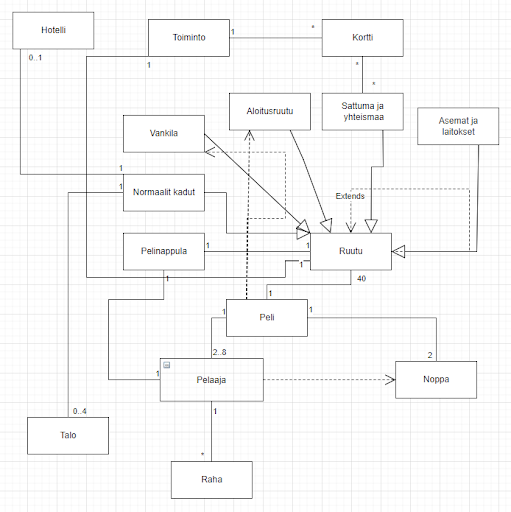 Hotelli
Toiminto
1
*
Kortti
0..1
1
*
*
Aloitusruutu
Sattuma ja
yhteismaa
Asemat ja
laitokset
Vankila
1
1
Normaalit kadut
Extends
Pelinappula
1
1
Ruutu
1
1
40
1
Peli
1
1
2..8
2
1
Pelaaja
Noppa
0..4
1
Talo
*
Raha